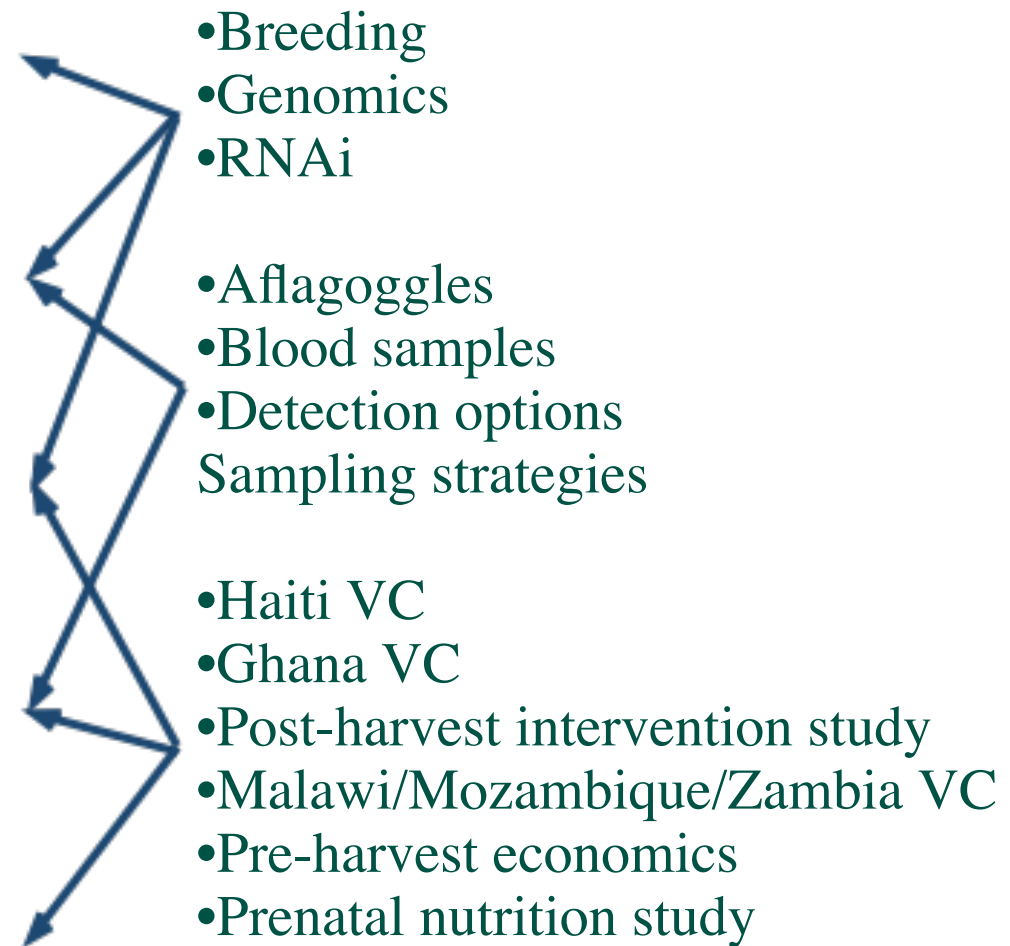 •Breeding
•Genomics
•RNAi
•Aflagoggles
•Blood samples
•Detection options
Sampling strategies
•Haiti VC
•Ghana VC
•Post-harvest intervention study
•Malawi/Mozambique/Zambia VC
•Pre-harvest economics
•Prenatal nutrition study